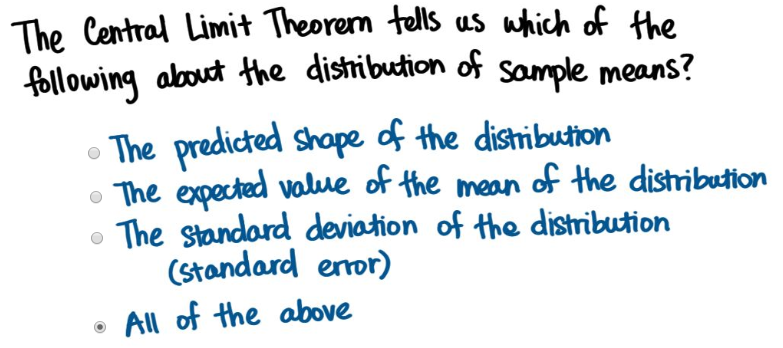 The Central Limit Theorem tells us which of the
following about the distribution of sample means?
The predicted shape of the distribution
The expected value of the mean of the distribution
The standard deviation of the distribution
(standard error)
All of the above